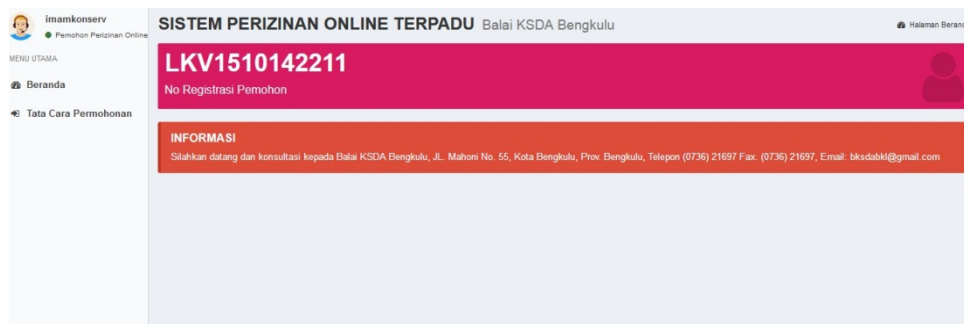 imamkonserv
Pemohon Perizinan Online
MENU UTAMA
Beranda
Tata Cara Permohonan
SISTEM PERIZINAN ONLINE TERPADU Balai KSDA Bengkulu
Halaman Berand
LKV1510142211
No Registrasi Pemohon
INFORMASI
Silahkan datang dan konsultasi kepada Balai KSDA Bengkulu, JL. Mahoni No. 55, Kota Bengkulu, Prov. Bengkulu, Telepon (0736) 21697 Fax. (0736) 21697, Email: bksdabkl@gmail.com